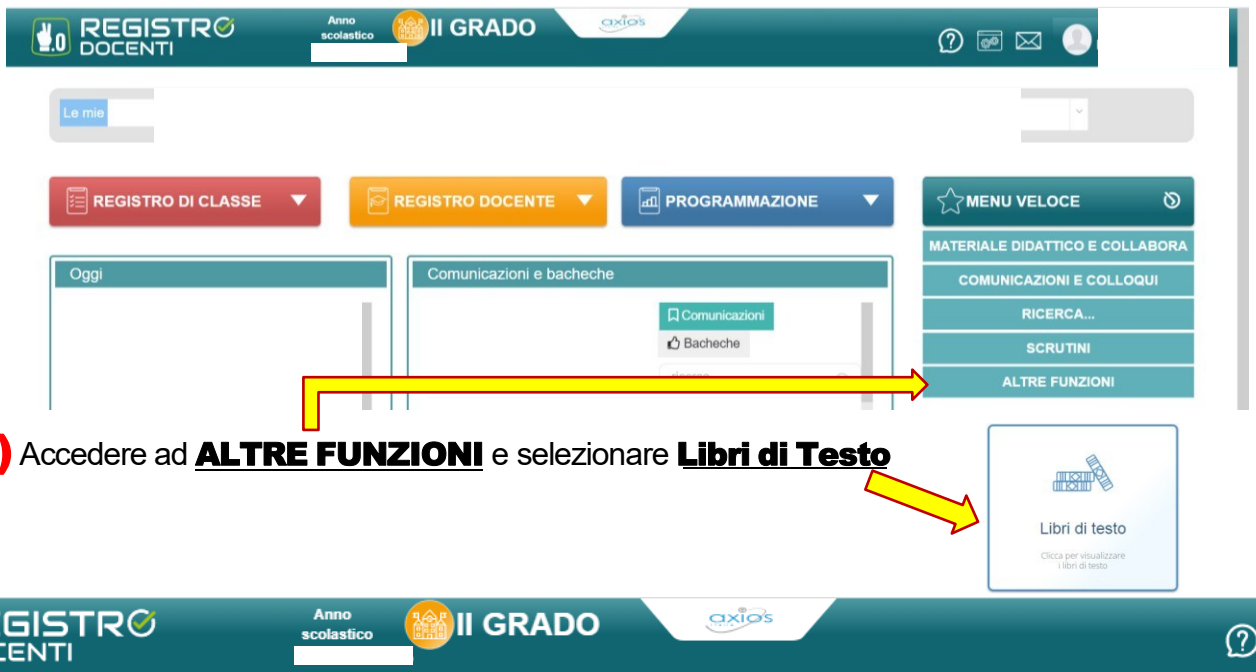 REGISTRO
DOCENTI
Anno
scolastico
II GRADO
axios
Le mie
REGISTRO DI CLASSE
REGISTRO DOCENTE
PROGRAMMAZIONE
MENU VELOCE
MATERIALE DIDATTICO E COLLABORA
COMUNICAZIONI E COLLOQUI
RICERCA...
SCRUTINI
ALTRE FUNZIONI
Oggi
Comunicazioni e bacheche
Comunicazioni
Bacheche
) Accedere ad ALTRE FUNZIONI e selezionare Libri di Testo
Libri di testo
Clicca per visualizzare
i libri di testo
EGISTRO
CENTI
Anno
scolastico
II GRADO
axios